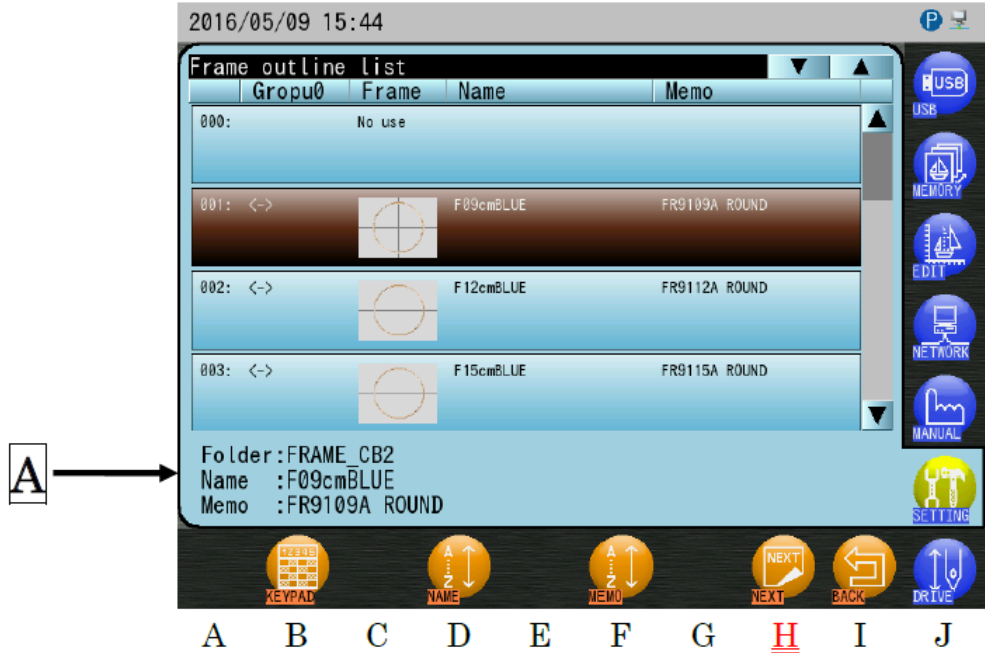 2016/05/09 15:44
P
Frame outline list ▼ ▲
Gropu0 Frame Name Memo
000: No use
001: <-> F09cmBLUE FR9109A ROUND
002: <-> F12cmBLUE FR9112A ROUND
003: <-> F15cmBLUE FR9115A ROUND
Folder:FRAME_CB2
Name :F09cmBLUE
Memo :FR9109A ROUND
A
USB
USB
MEMORY
EDIT
NETWORK
MANUAL
SETTING
12345
KEYPAD
A
Z
NAME
A
Z
MEMO
NEXT
NEXT
BACK
DRIVE
A B C D E F G H I J